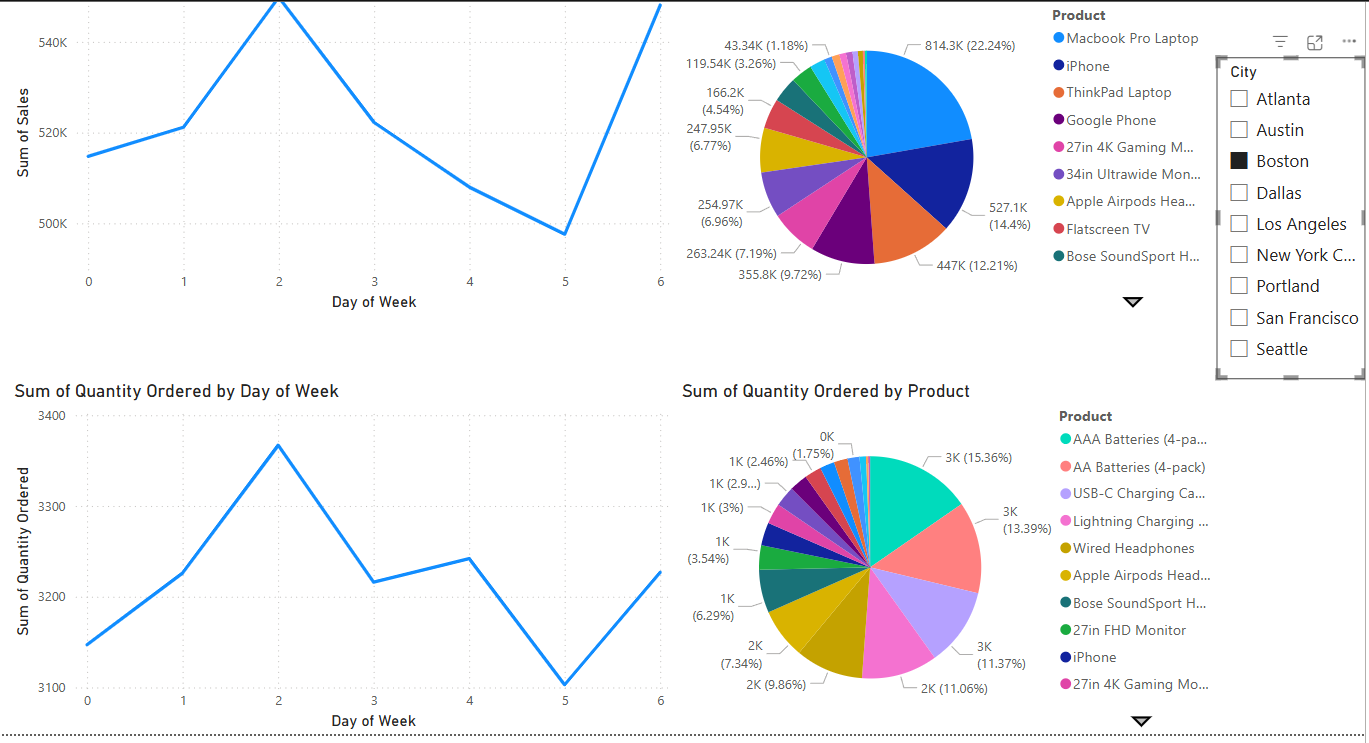 540K
520K
500K
Sum of Sales
0 1 2 3 4 5 6
Day of Week
43.34K (1.18%)
119.54K (3.26%)
166.2K
(4.54%)
247.95K
(6.77%)
254.97K
(6.96%)
263.24K (7.19%)
355.8K (9.72%)
814.3K (22.24%)
527.1K
(14.4%)
447K (12.21%)
Product
Macbook Pro Laptop
iPhone
ThinkPad Laptop
Google Phone
27in 4K Gaming M...
34in Ultrawide Mon...
Apple Airpods Hea...
Flatscreen TV
Bose SoundSport H...
City
Atlanta
Austin
Boston
Dallas
Los Angeles
New York C...
Portland
San Francisco
Seattle
Sum of Quantity Ordered by Day of Week
3400
3300
3200
3100
Sum of Quantity Ordered
0 1 2 3 4 5 6
Day of Week
Sum of Quantity Ordered by Product
0K
(1.75%)
1K (2.46%)
1K (2.9...)
1K (3%)
1K
(3.54%)
1K
(6.29%)
2K
(7.34%)
2K (9.86%)
3K (15.36%)
3K
(13.39%)
3K
(11.37%)
2K (11.06%)
Product
AAA Batteries (4-pa...
AA Batteries (4-pack)
USB-C Charging Ca...
Lightning Charging ...
Wired Headphones
Apple Airpods Head...
Bose SoundSport H...
27in FHD Monitor
iPhone
27in 4K Gaming Mo...